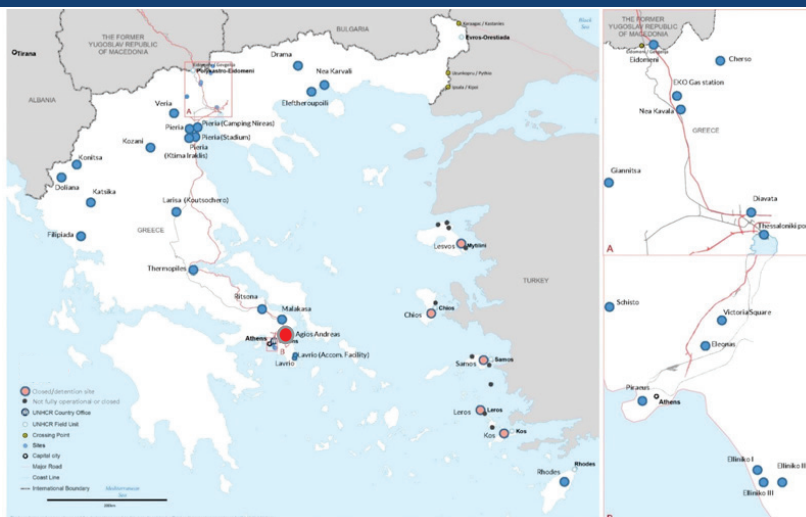 BULGARIA
THE FORMER
YUGOSLAV REPUBLIC
OF MACEDONIA
Tirana
ALBANIA
Black
Sea
Evros-Orestiada
Drama
Nea Karvali
Eleftheroupoili
A
Veria
Pieria
Pieria (Camping Nireas)
Pieria (Stadium)
Pieria
(Ktima Iraklis)
Kozani
Konitsa
Doliana
Katsika
Larisa (Koutsochero)
Filipiada
GREECE
Thermopiles
Ritsona
Malakasa
Agios Andreas
Athens
B
Lavrio (Accom. Facility)
Lavrio
Lesvos
Mytilini
TURKEY
Chios
Chios
Samos
Samos
Leros
Leros
Kos
Kos
Rhodes
Rhodes
Closed/detention site
Not fully operational or closed
UNHCR Country Office
UNHCR Field Unit
Crossing Point
Sites
Capital city
Major Road
Coast Line
International Boundary
Mediterranean
Sea
THE FORMER
YUGOSLAV REPUBLIC
OF MACEDONIA
Eidomeni
Cherso
EKO Gas station
Nea Kavala
GREECE
Giannitsa
Diavata
A
Schisto
Victoria Square
Eleonas
Piraeus
Athens
Elliniko I
Elliniko II
Elliniko III